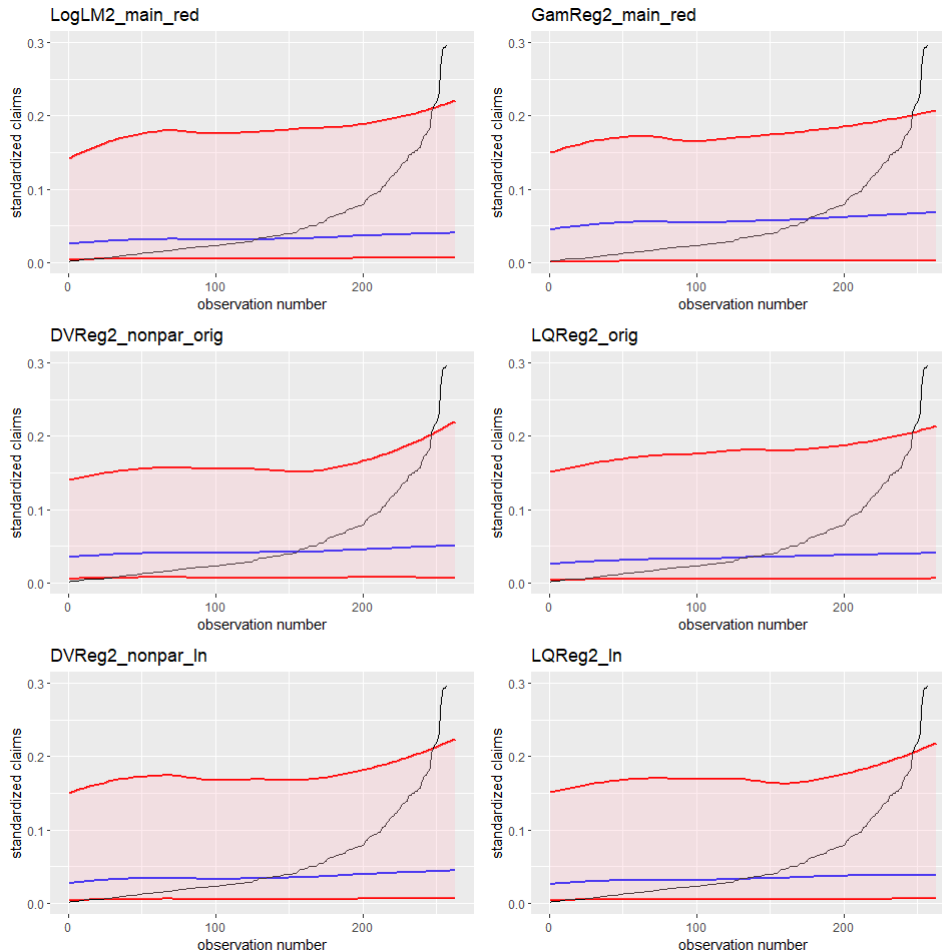 LogLM2_main_red
GamReg2_main_red
standardized claims
0.3
0.2
0.1
0.0
0
100
200
observation number
standardized claims
0.3
0.2
0.1
0.0
0
100
200
observation number
DVReg2_nonpar_orig
LQReg2_orig
standardized claims
0.3
0.2
0.1
0.0
0
100
200
observation number
standardized claims
0.3
0.2
0.1
0.0
0
100
200
observation number
DVReg2_nonpar_ln
LQReg2_ln
standardized claims
0.3
0.2
0.1
0.0
0
100
200
observation number
standardized claims
0.3
0.2
0.1
0.0
0
100
200
observation number